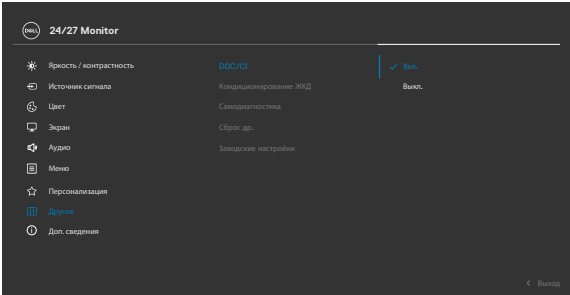 DELL 24/27 Monitor
Яркость / контрастность DDC/CI Вкл.
Источник сигнала Кондиционирование ЖКД Выкл.
Цвет Самодиагностика
Экран Сброс др.
Аудио Заводские настройки
Меню
Персонализация
Другое
Доп. сведения
Выход